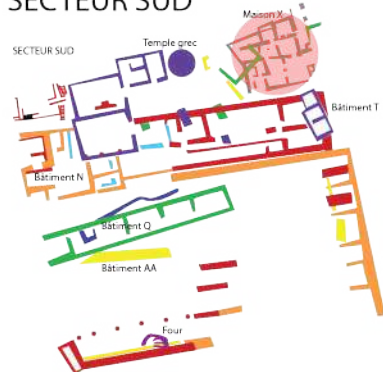 SECTEUR SUD
Maison X
Temple grec
SECTEUR SUD
Bâtiment T
Bâtiment N
Bâtiment Q
Bâtiment AA
Four